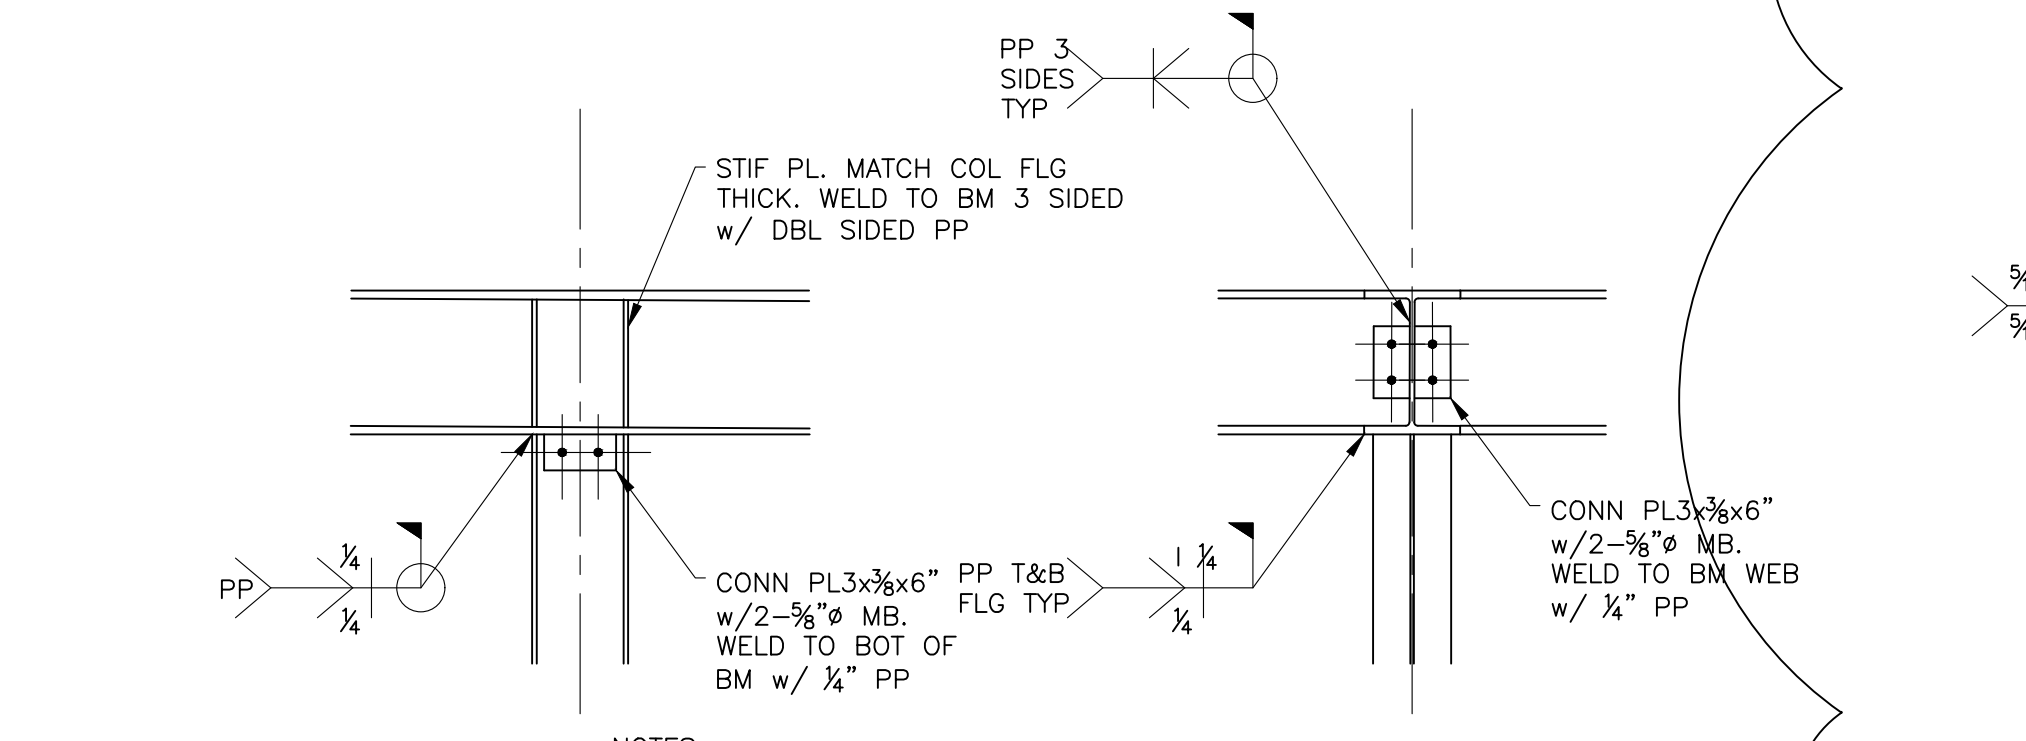 PP 3
SIDES
TYP
STIF PL. MATCH COL FLG
THICK. WELD TO BM 3 SIDED
w/ DBL SIDED PP
PP
1/4
1/4
CONN PL3x3/8x6”
w/2-5/8”ø MB.
WELD TO BOT OF
BM w/ 1/4” PP
PP T&B
FLG TYP
1 1/4
1/4
CONN PL3x3/8x6”
w/2-5/8”ø MB.
WELD TO BM WEB
w/ 1/4” PP